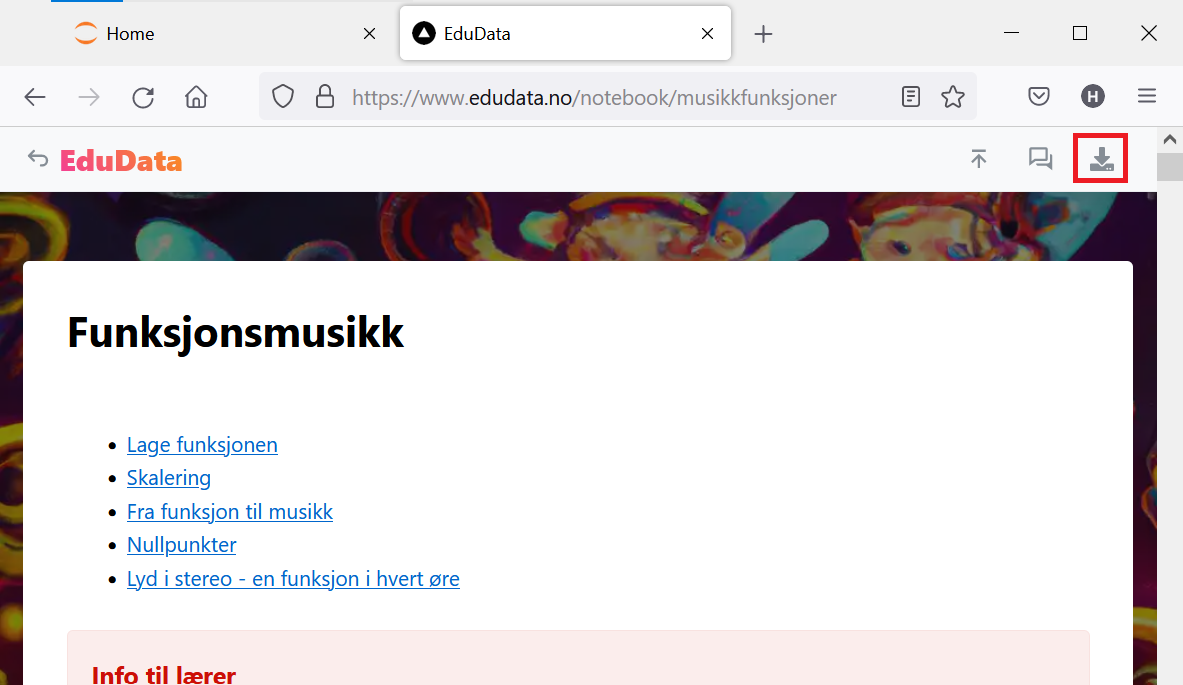 Home
EduData
https://www.edudata.no/notebook/musikkfunksjoner
H
EduData
Funksjonsmusikk
Lage funksjonen
Skalering
Fra funksjon til musikk
Nullpunkter
Lyd i stereo - en funksjon i hvert øre
Info til lærer